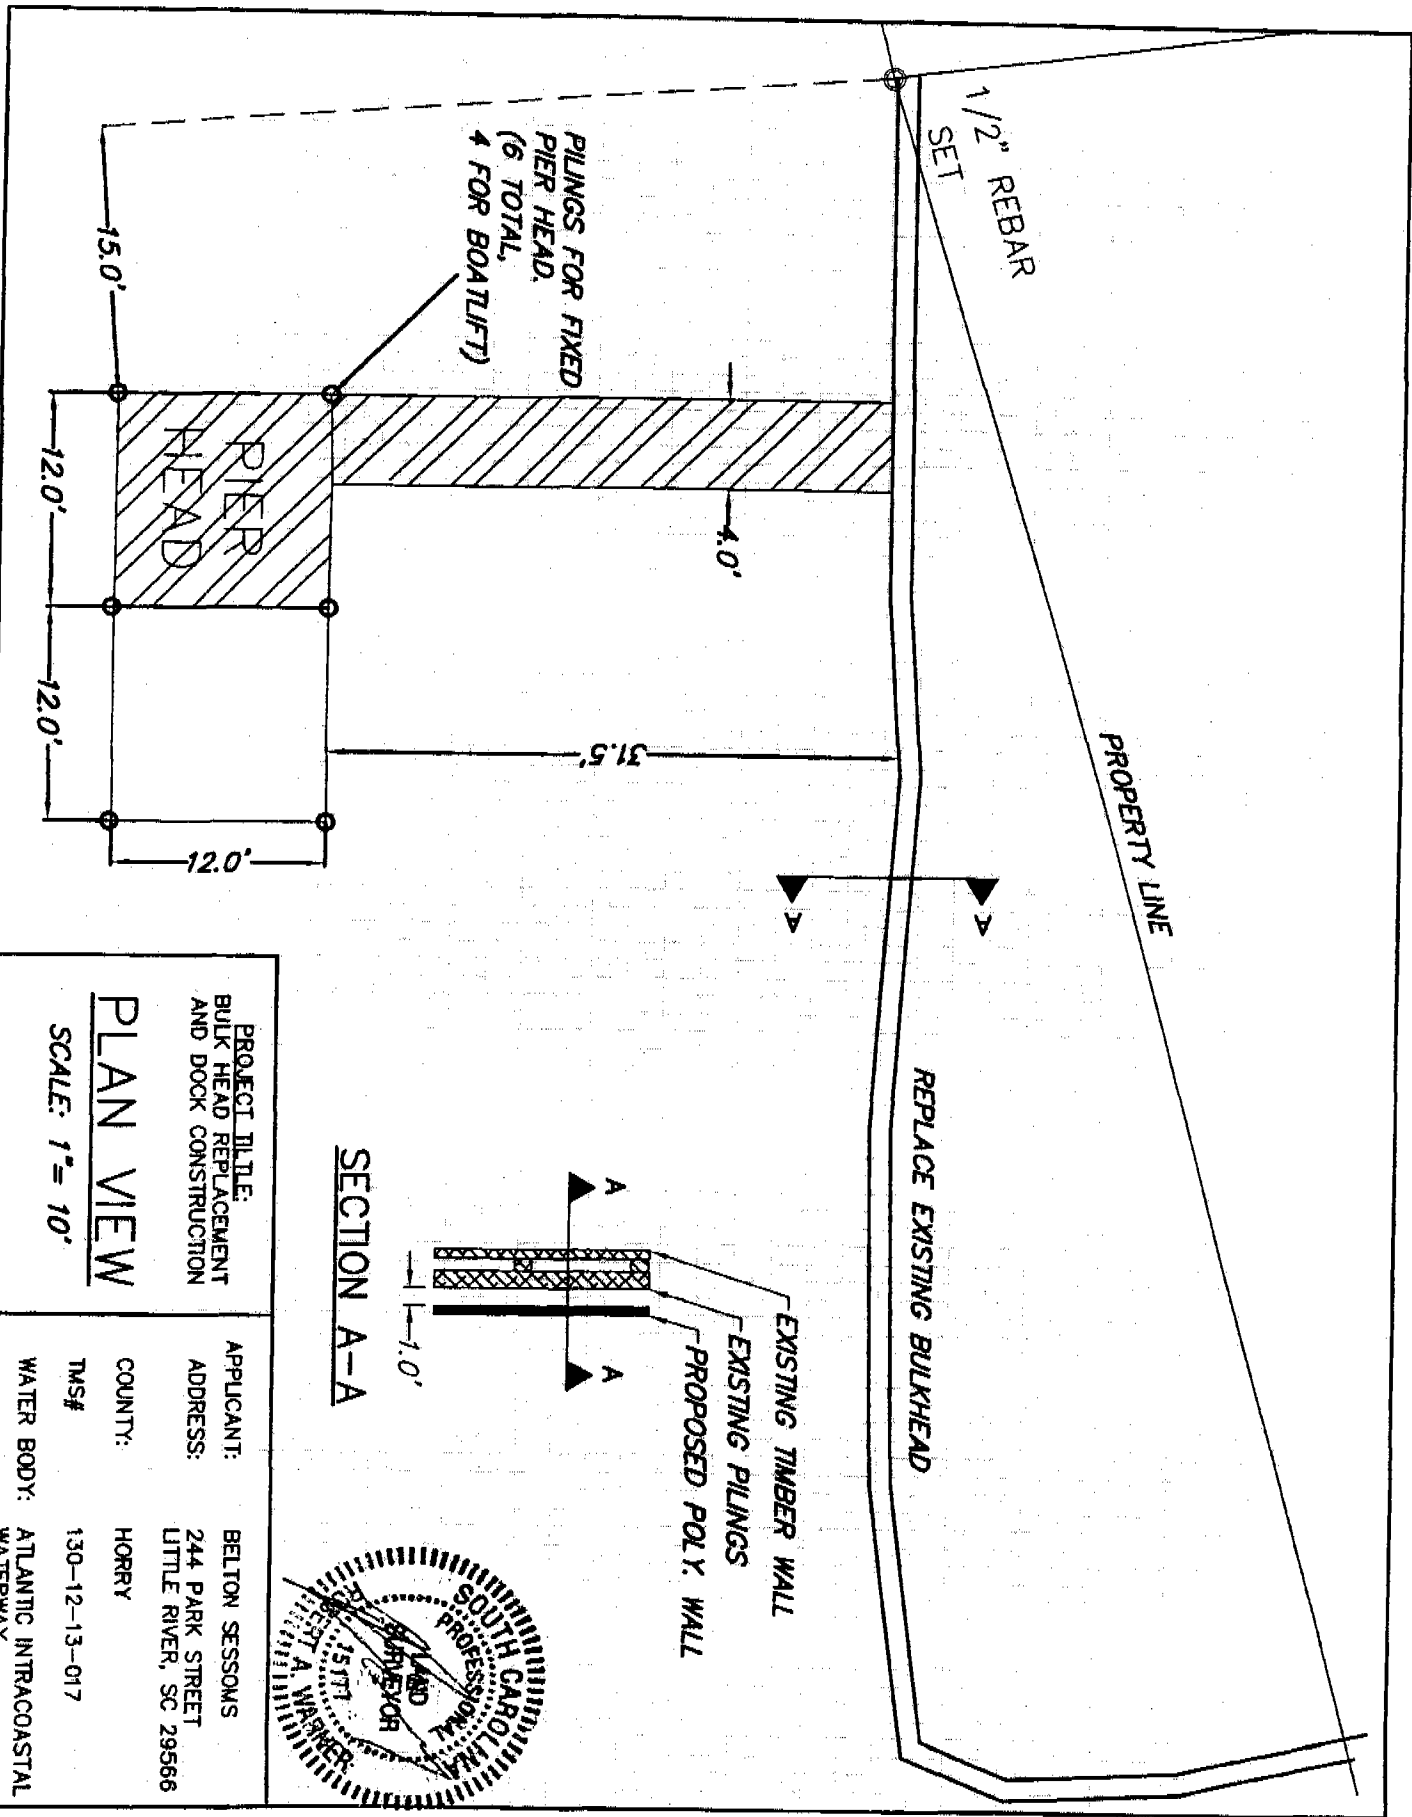 1/2" REBAR
SET
PROPERTY LINE
PILINGS FOR FIXED
PIER HEAD.
(6 TOTAL,
4 FOR BOATLIFT)
15.0'
4.0'
PIER
HEAD
12.0'
12.0'
31.5'
12.0'
A
A
REPLACE EXISTING BULKHEAD
EXISTING TIMBER WALL
EXISTING PILINGS
PROPOSED POLY. WALL
A
A
1.0'
SECTION A-A
SOUTH CAROLINA
PROFESSIONAL
LAND
SURVEYOR
15177
ROBERT A WARNER
PROJECT TILTLE:
BULK HEAD REPLACEMENT
AND DOCK CONSTRUCTION
PLAN VIEW
SCALE: 1"= 10'
APPLICANT: BELTON SESSOMS
ADDRESS: 244 PARK STREET
LITTLE RIVER, SC 29566
COUNTY: HORRY
TMS# 130-12-13-017
WATER BODY: ATLANTIC INTRACOASTAL
WATERWAY